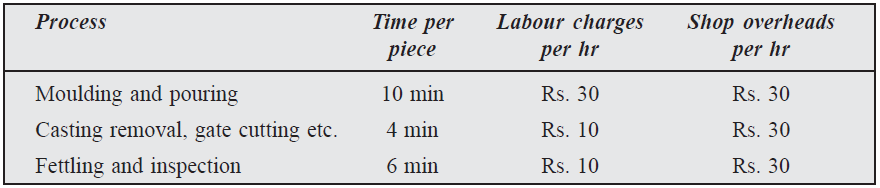 Process Time per piece Labour charges per hr Shop overheads per hr
Moulding and pouring 10 min Rs. 30 Rs. 30
Casting removal, gate cutting etc. 4 min Rs. 10 Rs. 30
Fettling and inspection 6 min Rs. 10 Rs. 30